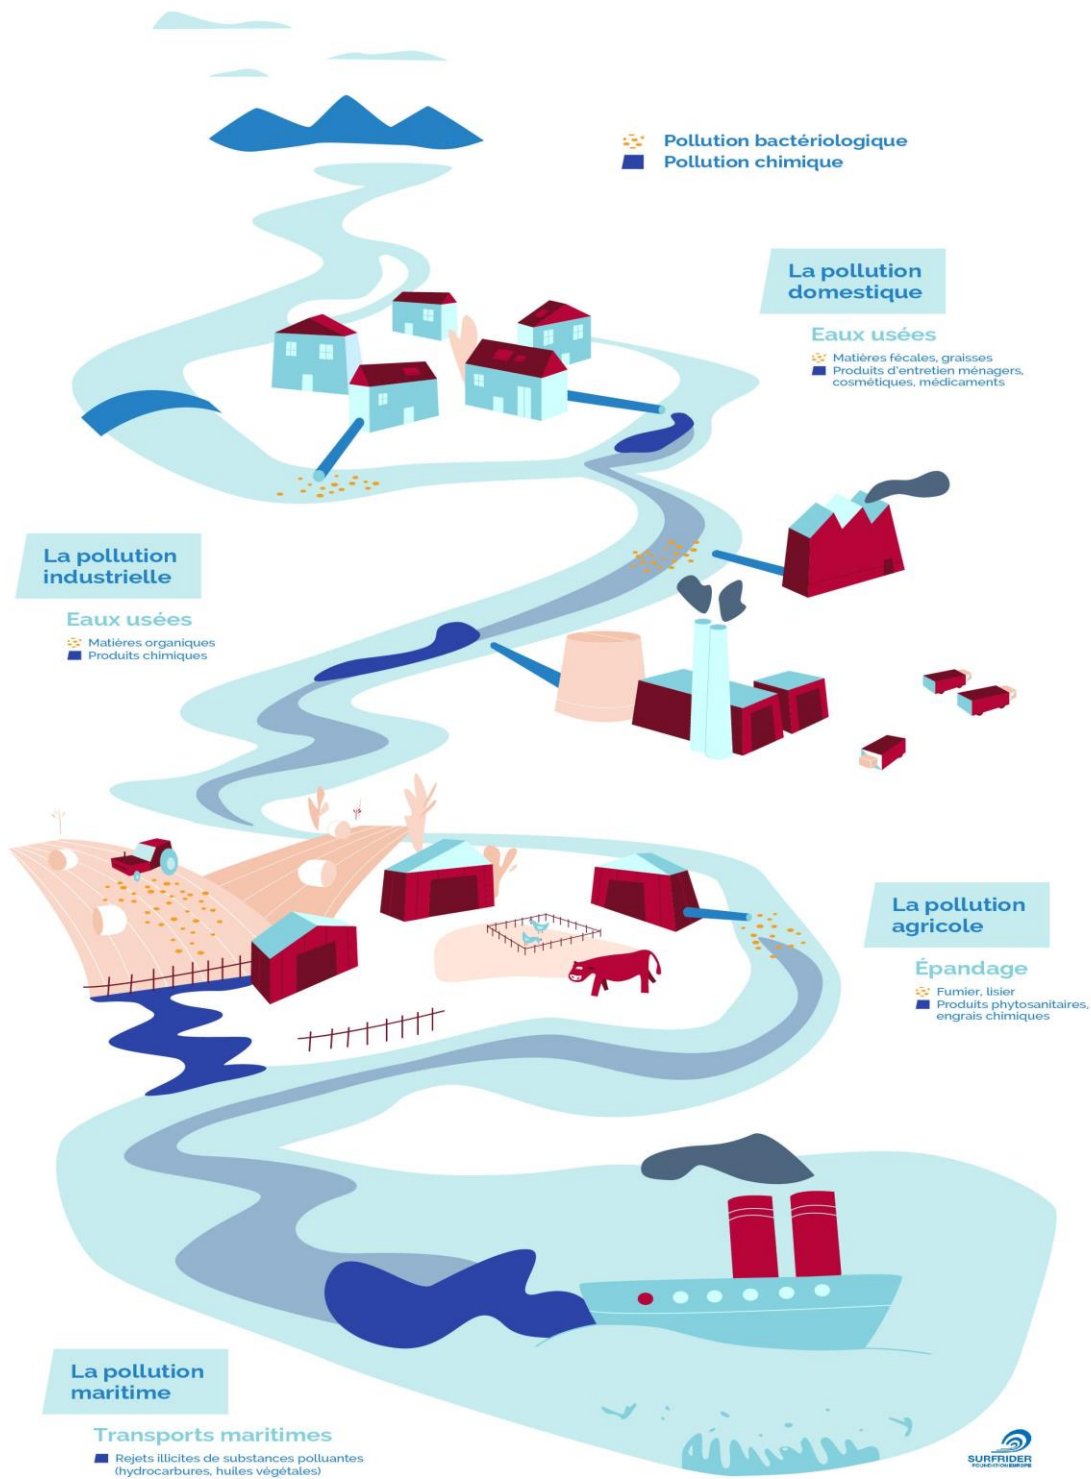 Pollution bactériologique
Pollution chimique
La pollution
domestique
Eaux usées
Matières fécales, graisses
Produits d'entretien ménagers,
cosmétiques, médicaments
La pollution
industrielle
Eaux usées
Matières organiques
Produits chimiques
La pollution
agricole
Épandage
Fumier, lisier
Produits phytosanitaires,
engrais chimiques
La pollution
maritime
Transports maritimes
Rejets illicites de substances polluantes
(hydrocarbures, huiles végétales)
SURFRIDER
FOUNDATION EUROPE